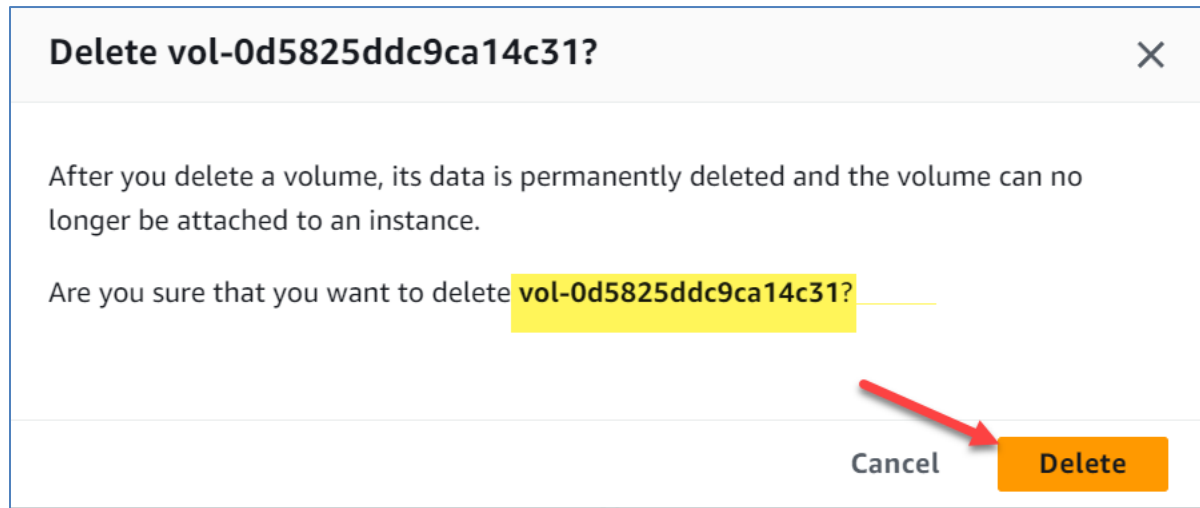 Delete vol-0d5825ddc9ca14c31?
After you delete a volume, its data is permanently deleted and the volume can no
longer be attached to an instance.
Are you sure that you want to delete vol-0d5825ddc9ca14c31?
Cancel Delete